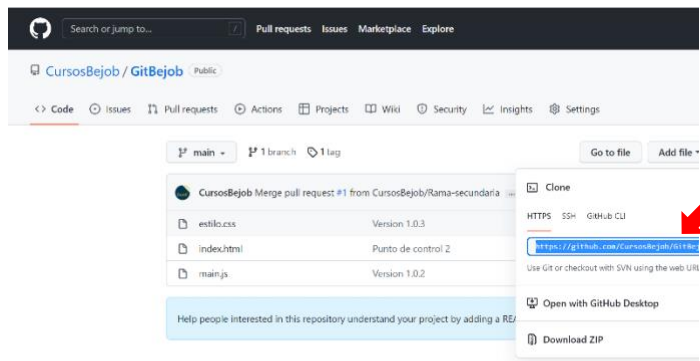 Search or jump to... / Pull requests Issues Marketplace Explore
CursosBejob / GitBejob Public
<> Code Issues Pull requests Actions Projects Wiki Security Insights Settings
main 1 branch 1 tag Go to file Add file
CursosBejob Merge pull request #1 from CursosBejob/Rama-secundaria ...
estilo.css Version 1.0.3
index.html Punto de control 2
main.js Version 1.0.2
Help people interested in this repository understand your project by adding a REA
Clone
HTTPS SSH GitHub CLI
https://github.com/CursosBejob/GitBej
Use Git or checkout with SVN using the web URL
Open with GitHub Desktop
Download ZIP